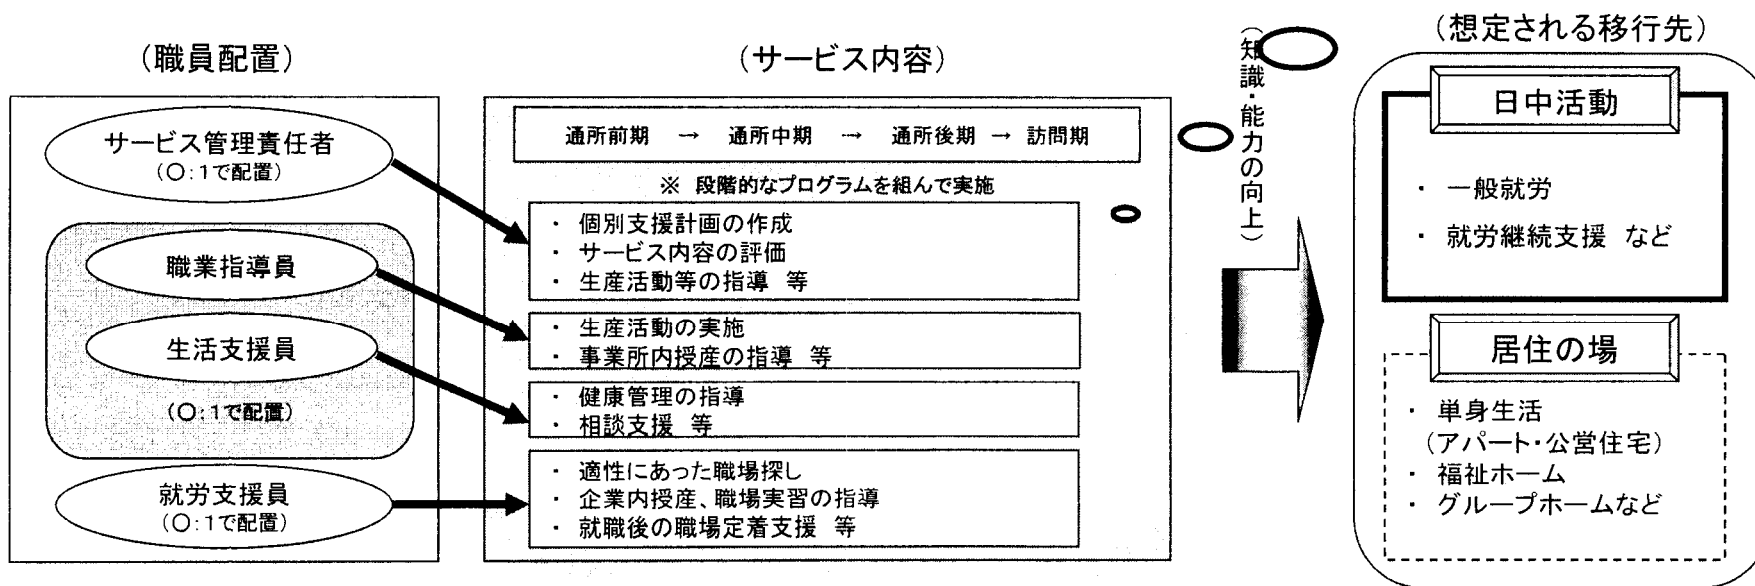 (職員配置)
サービス管理責任者
(〇:1で配置)
職業指導員
生活支援員
(〇:1で配置)
就労支援員
(〇:1で配置)
(サービス内容)
通所前期 → 通所中期 → 通所後期 → 訪問期
※ 段階的なプログラムを組んで実施
・ 個別支援計画の作成
・ サービス内容の評価
・ 生産活動等の指導 等
・ 生産活動の実施
・ 事業所内授産の指導 等
・ 健康管理の指導
・ 相談支援 等
・ 適性にあった職場探し
・ 企業内授産、職場実習の指導
・ 就職後の職場定着支援 等
(知識・能力の向上)
(想定される移行先)
日中活動
・ 一般就労
・ 就労継続支援 など
居住の場
・ 単身生活
(アパート・公営住宅)
・ 福祉ホーム
・ グループホームなど